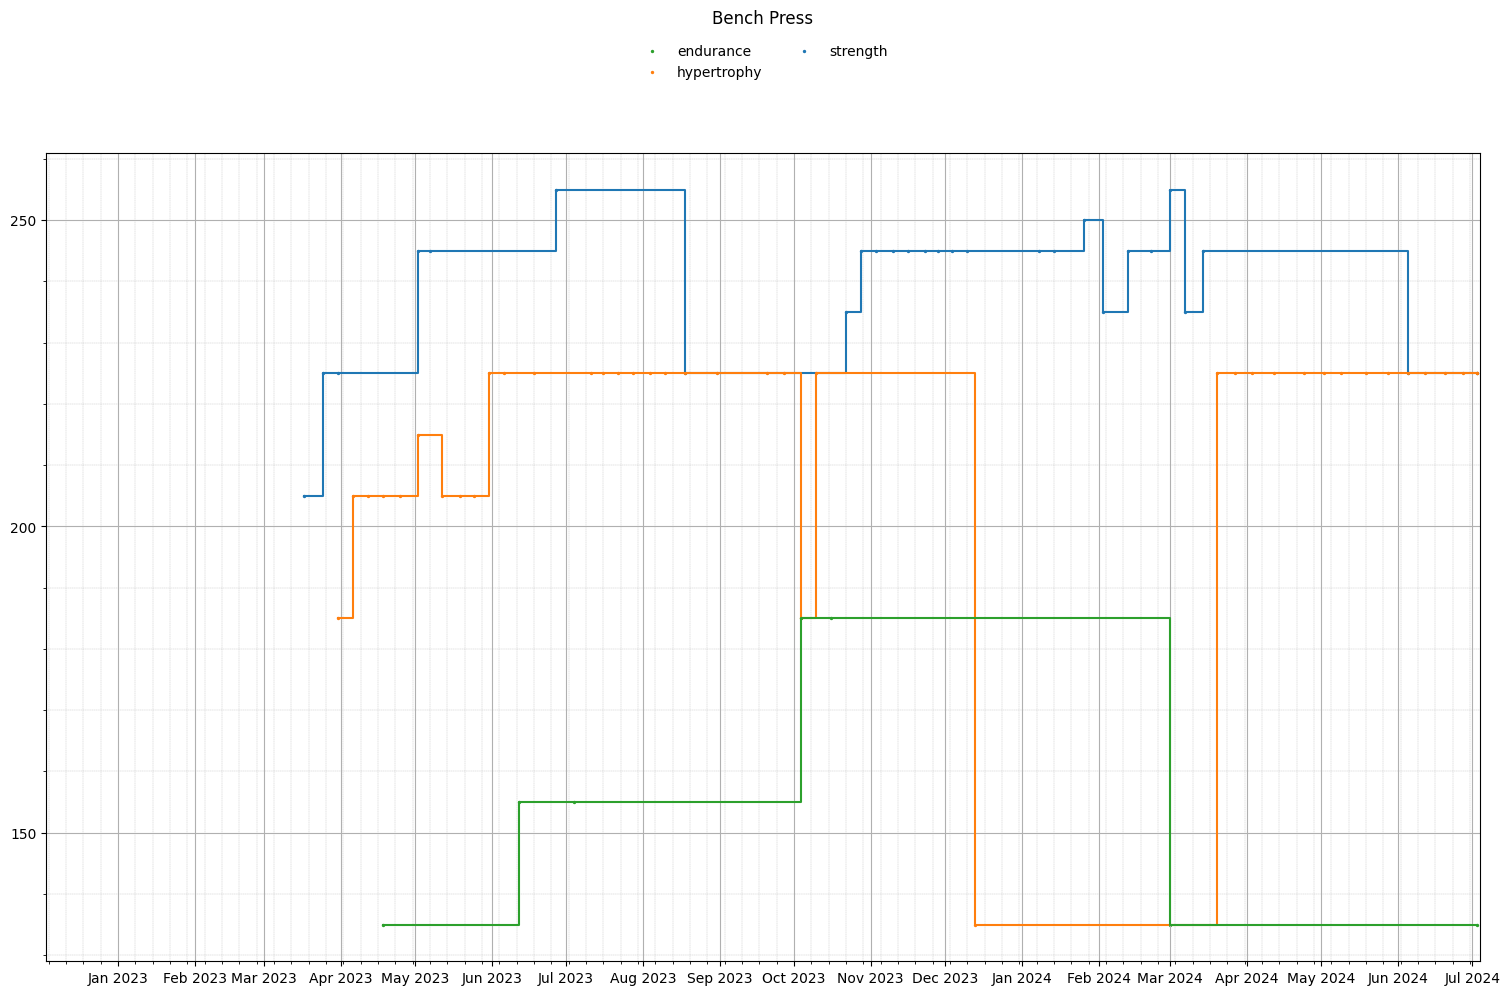 Bench Press
endurance strength
hypertrophy
250
200
150
Jan 2023 Feb 2023 Mar 2023 Apr 2023 May 2023 Jun 2023 Jul 2023 Aug 2023 Sep 2023 Oct 2023 Nov 2023 Dec 2023 Jan 2024 Feb 2024 Mar 2024 Apr 2024 May 2024 Jun 2024 Jul 2024